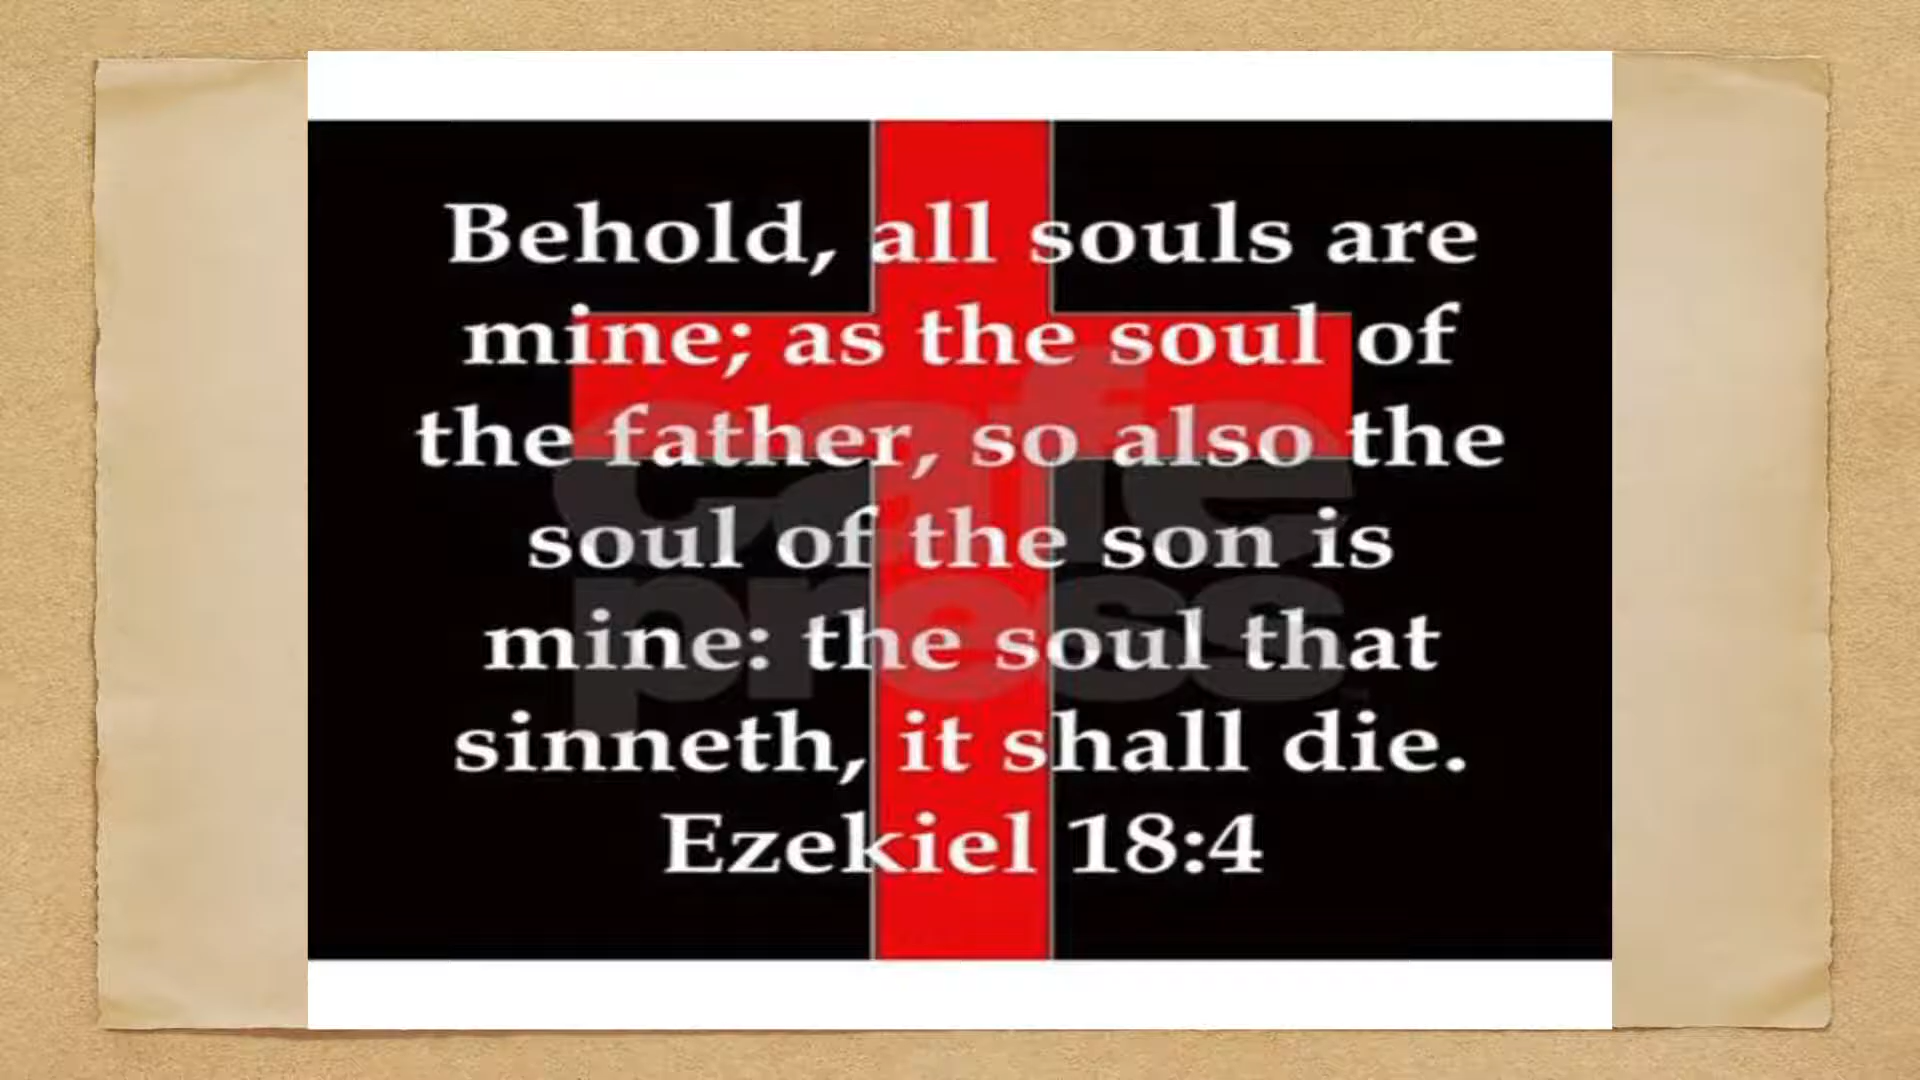 Behold, all souls are
mine; as the soul of
the father, so also the
soul of the son is
mine: the soul that
sinneth, it shall die.
Ezekiel 18:4
cafe
press